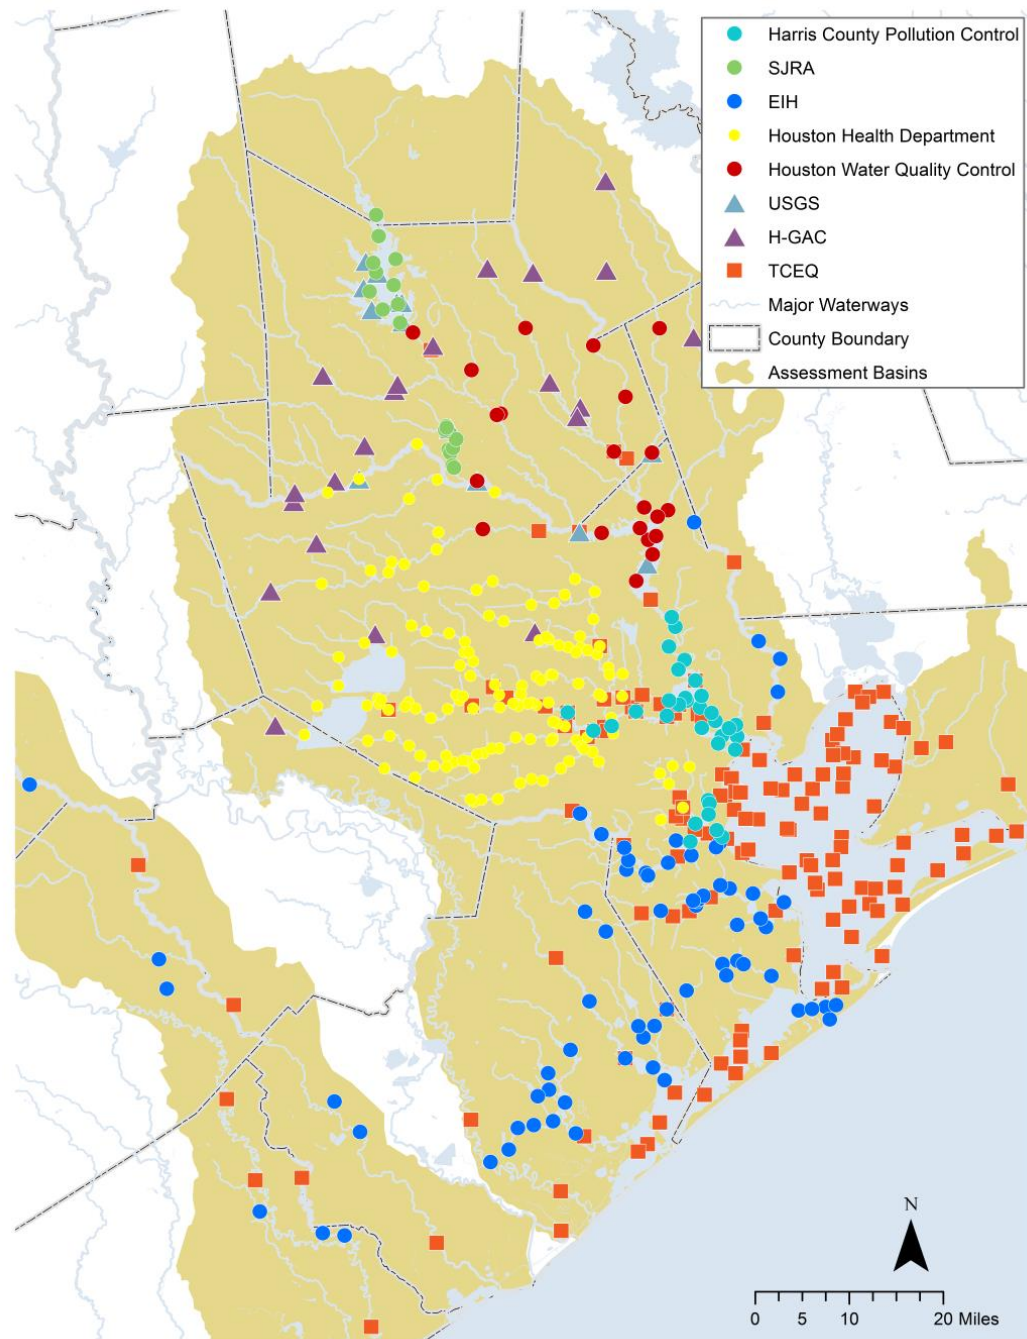 Harris County Pollution Control
SJRA
EIH
Houston Health Department
Houston Water Quality Control
USGS
H-GAC
TCEQ
Major Waterways
County Boundary
Assessment Basins
N
0 5 10 20 Miles